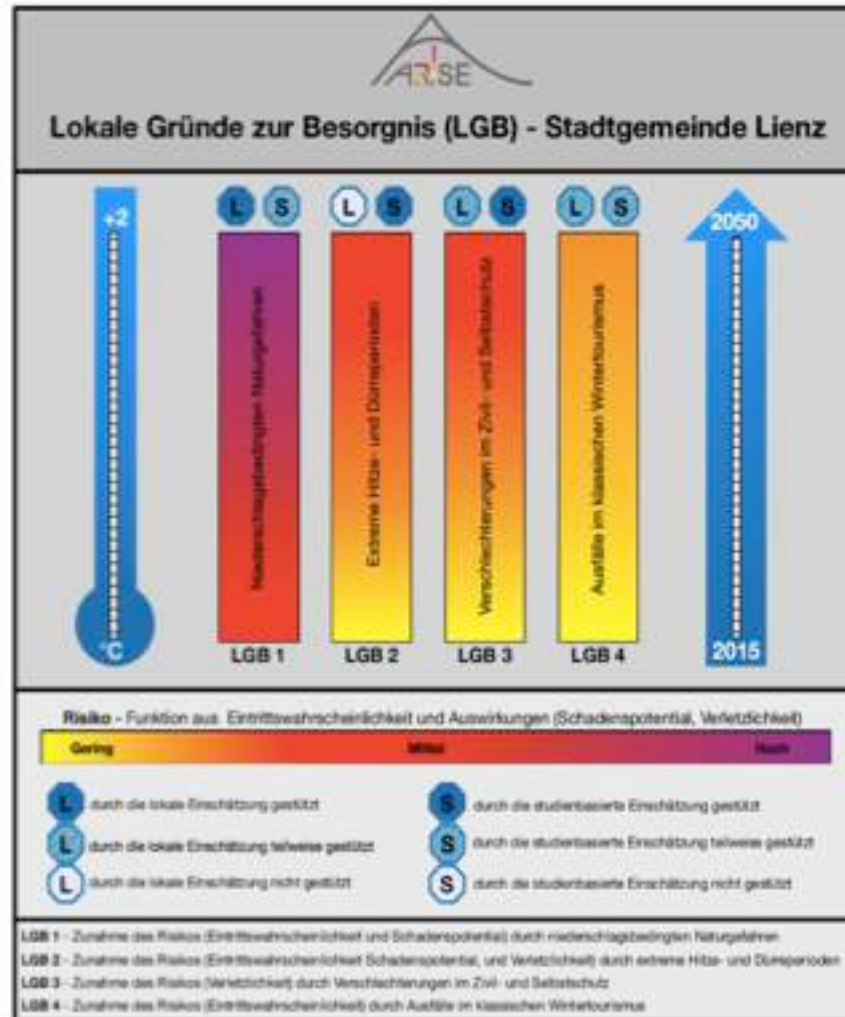 ARISE
Lokale Gründe zur Besorgnis (LGB) - Stadtgemeinde Lienz
+2
°C
L S
L S
L S
L S
Niederschlagsbedingten Naturgefahren
Extreme Hitze- und Dürreperioden
Verschlechterungen im Zivil- und Selbstschutz
Ausfälle im klassischen Wintertourismus
LGB 1
LGB 2
LGB 3
LGB 4
2050
2015
Risiko - Funktion aus Eintrittswahrscheinlichkeit und Auswirkungen (Schadenspotential, Verletzlichkeit)
Gering Mittel Hoch
L durch die lokale Einschätzung gestützt
L durch die lokale Einschätzung teilweise gestützt
L durch die lokale Einschätzung nicht gestützt
S durch die studienbasierte Einschätzung gestützt
S durch die studienbasierte Einschätzung teilweise gestützt
S durch die studienbasierte Einschätzung nicht gestützt
LGB 1 - Zunahme des Risikos (Eintrittswahrscheinlichkeit und Schadenspotential) durch niederschlagsbedingten Naturgefahren
LGB 2 - Zunahme des Risikos (Eintrittswahrscheinlichkeit Schadenspotential, und Verletzlichkeit) durch extreme Hitze- und Dürreperioden
LGB 3 - Zunahme des Risikos (Verletzlichkeit) durch Verschlechterungen im Zivil- und Selbstschutz
LGB 4 - Zunahme des Risikos (Eintrittswahrscheinlichkeit) durch Ausfälle im klassischen Wintertourismus